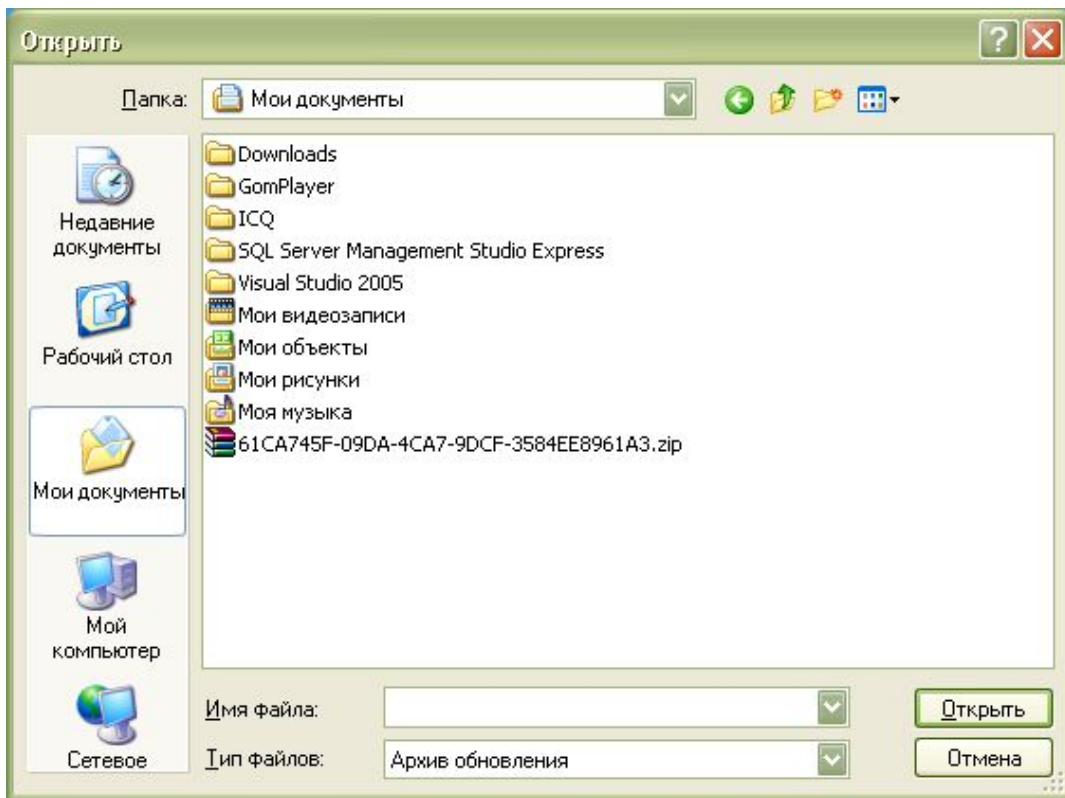 Открыть
Папка: Мои документы
Недавние
документы
Рабочий стол
Мои документы
Мой
компьютер
Сетевое
Downloads
GomPlayer
ICQ
SQL Server Management Studio Express
Visual Studio 2005
Мои видеозаписи
Мои объекты
Мои рисунки
Моя музыка
61CA745F-09DA-4CA7-9DCF-3584EE8961A3.zip
Имя файла:
Открыть
Тип файлов: Архив обновления
Отмена